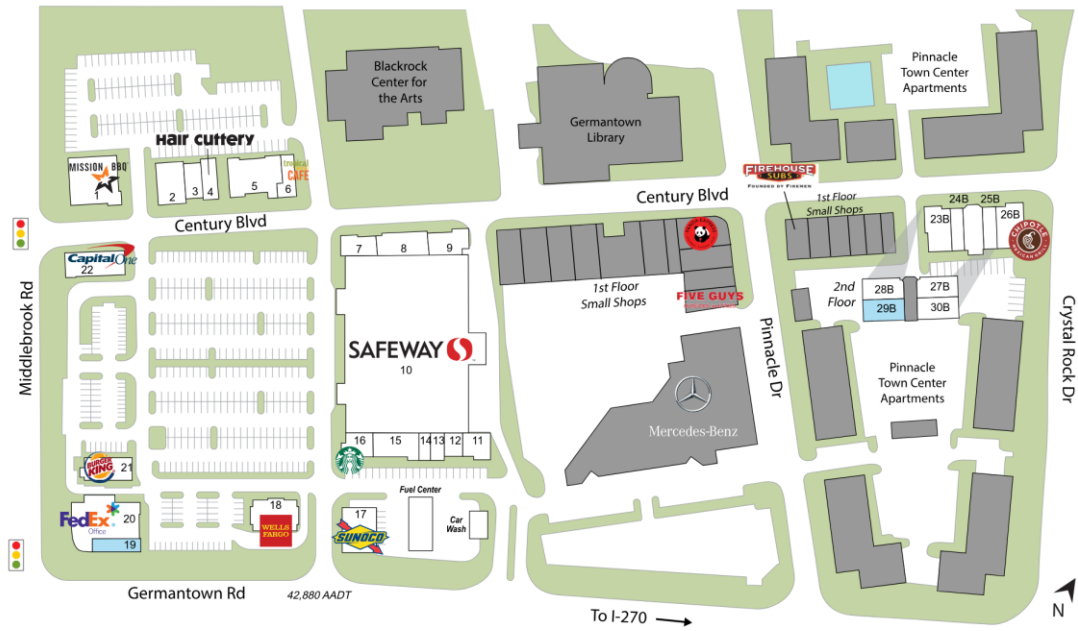 Blackrock
Center for
the Arts
Germantown
Library
Pinnacle
Town Center
Apartments
Hair Cuttery
MISSION BBQ
1
2
3
4
5
6
tropical
CAFE
Century Blvd
Century Blvd
FIREHOUSE
SUBS
FOUNDED BY FIREMEN
1st Floor
Small Shops
24B
25B
23B
26B
CHIPOTLE
MEXICAN GRILL
Capital One
22
7
8
9
1st Floor
Small Shops
FIVE GUYS
2nd
Floor
28B
27B
29B
30B
Middlebrook Rd
SAFEWAY
10
Pinnacle Dr
Crystal Rock Dr
Pinnacle
Town Center
Apartments
Mercedes-Benz
16
15
14
13
12
11
BURGER
KING
21
Fuel Center
FedEx
Office
20
19
18
WELLS
FARGO
17
SUNOCO
Car
Wash
Germantown Rd
42,880 AADT
To I-270
N